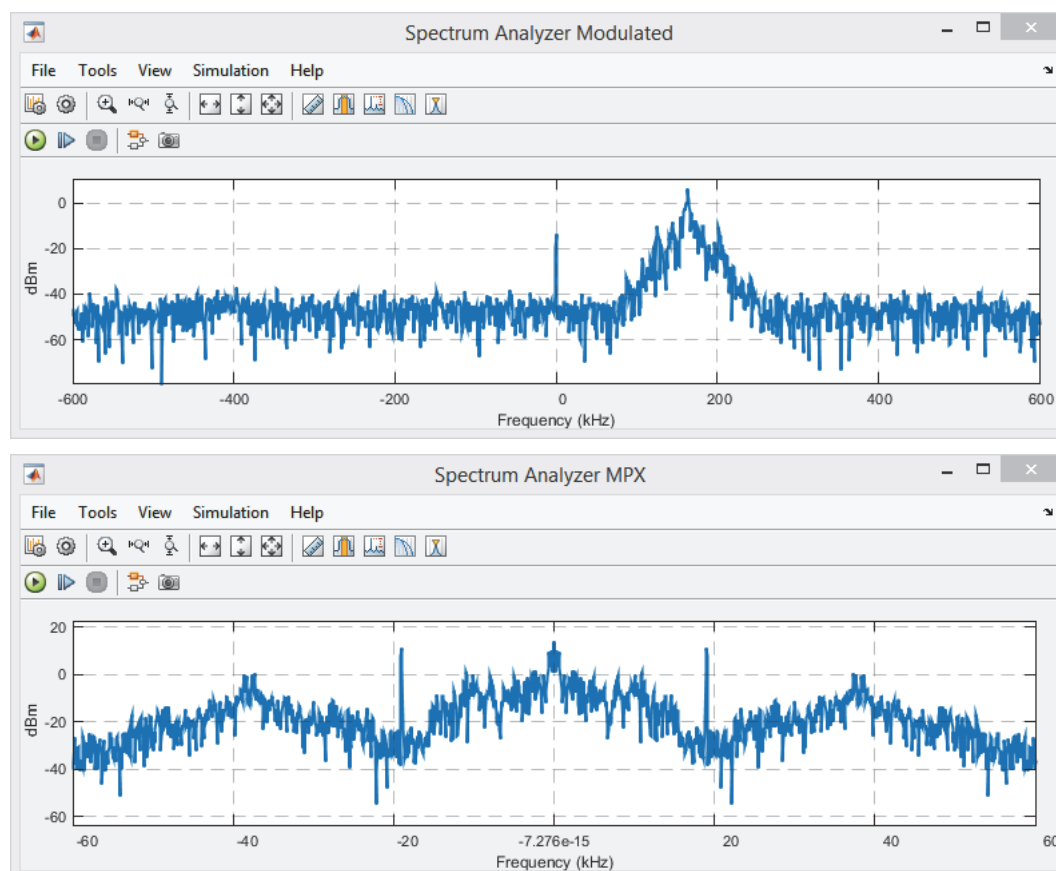 Spectrum Analyzer Modulated
File Tools View Simulation Help
0
-20
-40
-60
dBm
-600 -400 -200 0 200 400 600
Frequency (kHz)
Spectrum Analyzer MPX
File Tools View Simulation Help
20
0
-20
-40
-60
dBm
-60 -40 -20 -7.276e-15 20 40 60
Frequency (kHz)